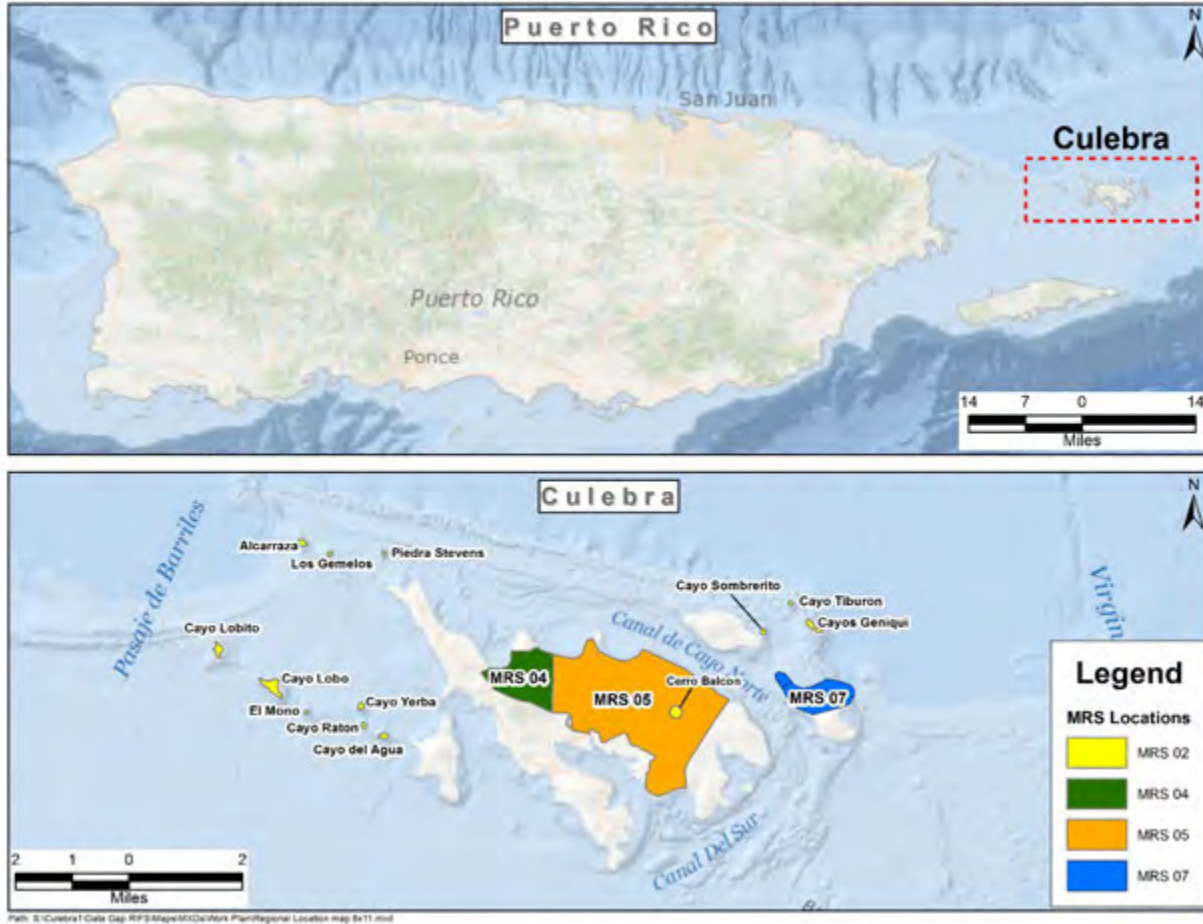 Puerto Rico
N
San Juan
Culebra
Puerto Rico
Ponce
14 7 0 14
Miles
Culebra
N
Pasaje de Barriles
Alcarraza
Los Gemelos
Piedra Stevens
Cayo Sombrerito
Cayo Tiburon
Cayos Geniqui
Virgin
Cayo Lobito
Canal de Cayo Norte
Cayo Lobo
MRS 04
MRS 05
Cerro Balcon
MRS 07
El Mono
Cayo Yerba
Cayo Raton
Cayo del Agua
Canal Del Sur
Legend
MRS Locations
MRS 02
MRS 04
MRS 05
MRS 07
2 1 0 2
Miles